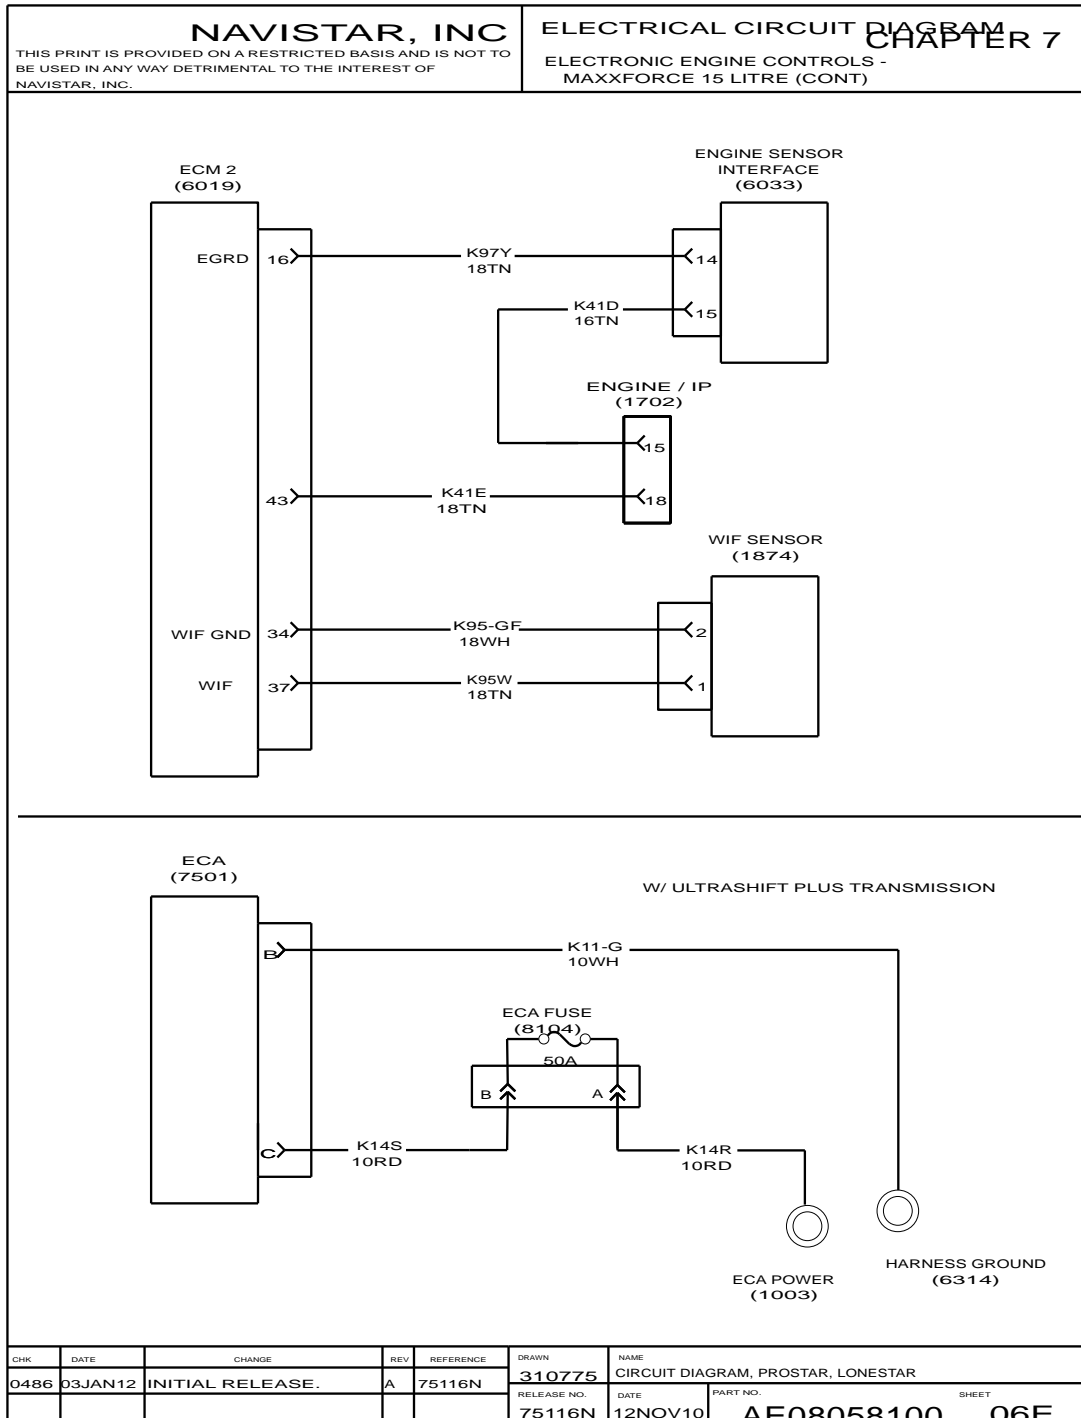 NAVISTAR, INC
THIS PRINT IS PROVIDED ON A RESTRICTED BASIS AND IS NOT TO
BE USED IN ANY WAY DETRIMENTAL TO THE INTEREST OF
NAVISTAR, INC.
ELECTRICAL CIRCUIT DIAGRAM
CHAPTER 7
ELECTRONIC ENGINE CONTROLS -
MAXXFORCE 15 LITRE (CONT)
ECM 2
(6019)
ENGINE SENSOR
INTERFACE
(6033)
EGRD 16
K97Y
18TN
14
K41D
16TN
15
ENGINE / IP
(1702)
15
43
K41E
18TN
18
WIF SENSOR
(1874)
WIF GND 34
K95-GF
18WH
2
WIF 37
K95W
18TN
1
ECA
(7501)
W/ ULTRASHIFT PLUS TRANSMISSION
B
K11-G
10WH
ECA FUSE
(8104)
50A
B A
C
K14S
10RD
K14R
10RD
HARNESS GROUND
(6314)
ECA POWER
(1003)
CHK DATE CHANGE REV REFERENCE
0486 03JAN12 INITIAL RELEASE. A 75116N
DRAWN
310775
NAME
CIRCUIT DIAGRAM, PROSTAR, LONESTAR
RELEASE NO.
75116N
DATE
12NOV10
PART NO.
AE08058100
SHEET
06E